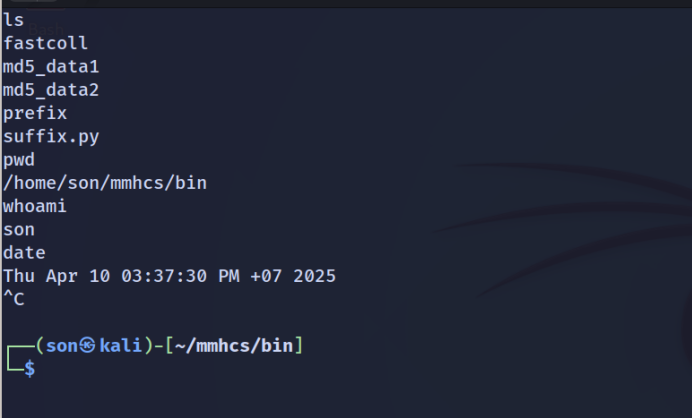 ls
fastcoll
md5_data1
md5_data2
prefix
suffix.py
pwd
/home/son/mmhcs/bin
whoami
son
date
Thu Apr 10 03:37:30 PM +07 2025
^C
┌──(son㉿kali)-[~/mmhcs/bin]
└─$